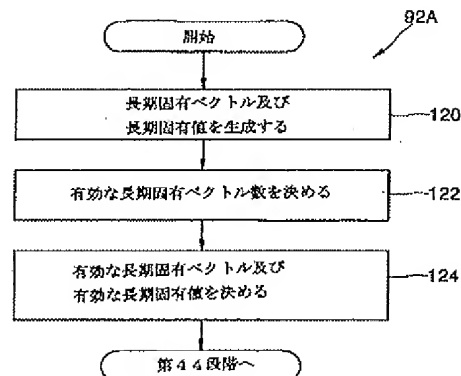 92A
開始
長期固有ベクトル及び
長期固有値を生成する
120
有効な長期固有ベクトル数を決める
122
有効な長期固有ベクトル及び
有効な長期固有値を決める
124
第44段階へ